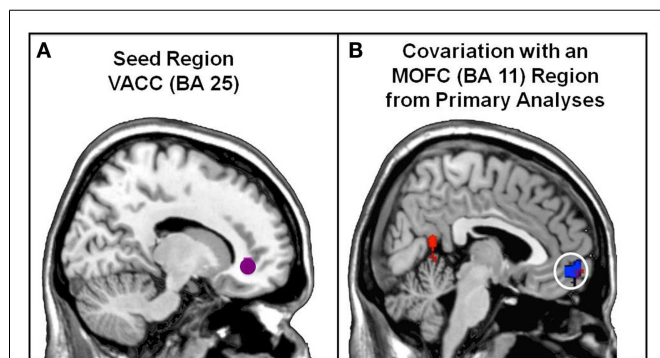 A
Seed Region
VACC (BA 25)
B
Covariation with an
MOFC (BA 11) Region
from Primary Analyses